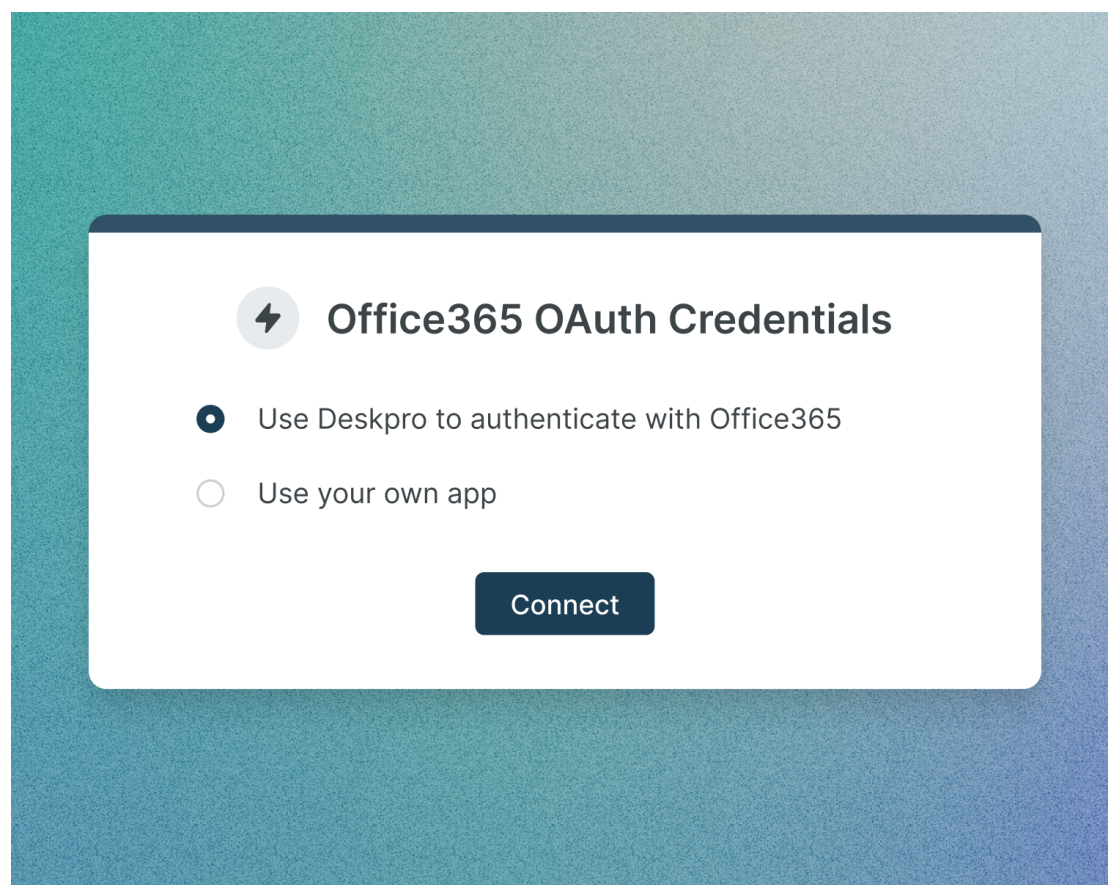 Office365 OAuth Credentials
Use Deskpro to authenticate with Office365
Use your own app
Connect